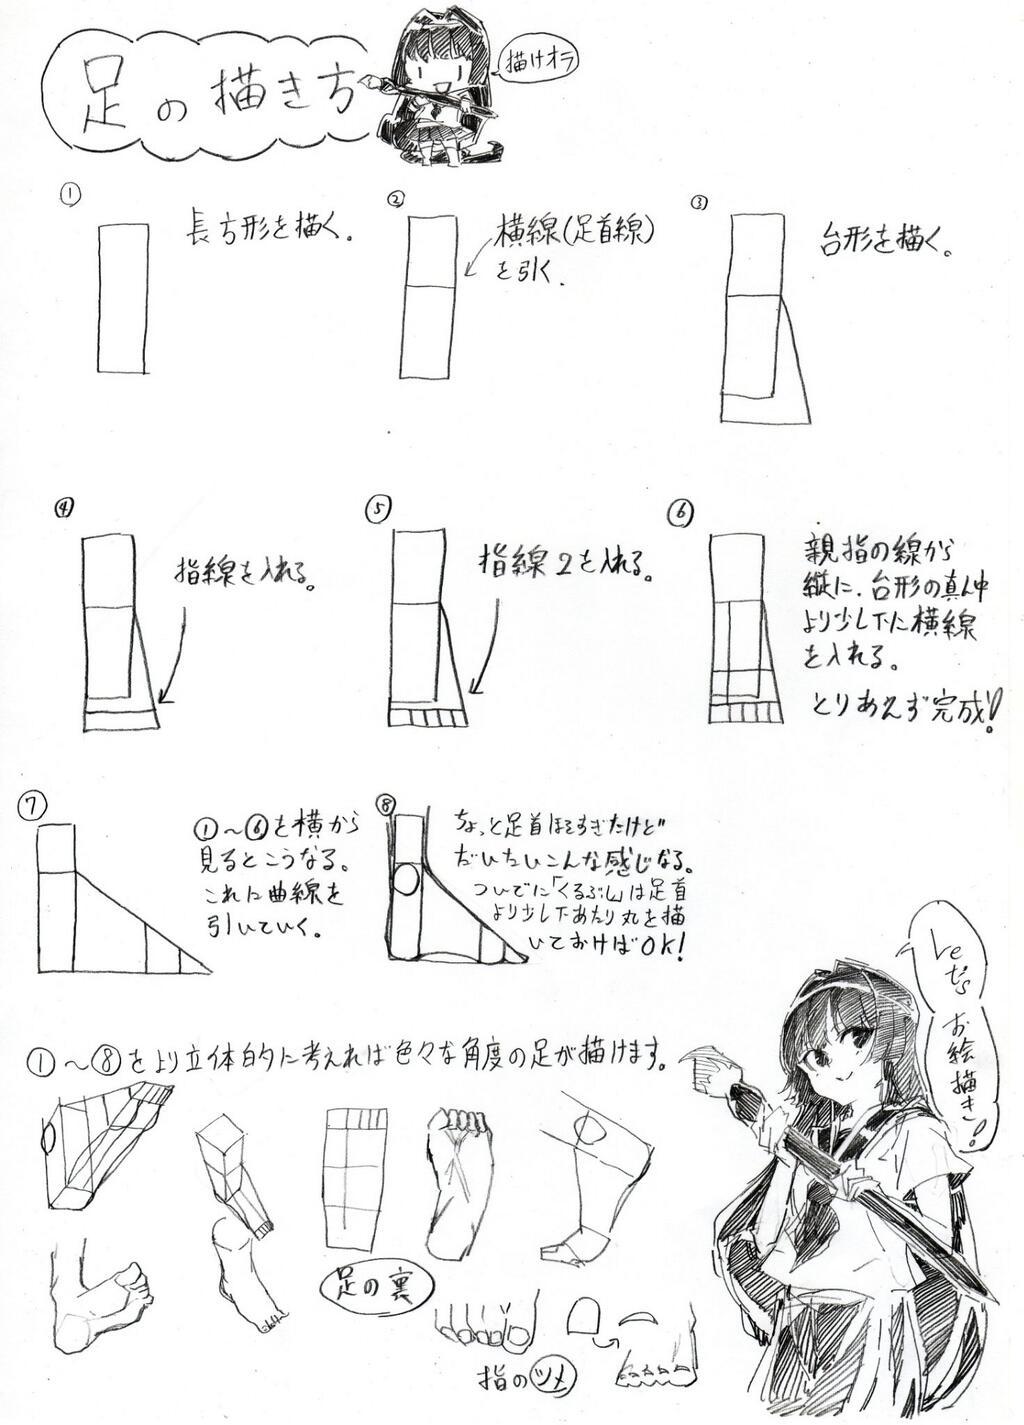 足の描き方
描けオラ
①
長方形を描く.
②
横線(足首線)
を引く.
③
台形を描く。
④
指線を入れる。
⑤
指線2を入れる。
⑥
親指の線から
縦に、台形の真ん中
より少し下に横線
を入れる。
とりあえず完成!
⑦
①〜⑥を横から
見るとこうなる。
これに曲線を
引いていく。
⑧
ちょっと足首ほそすぎたけど
だいたいこんな感じなる。
ついでに「くるぶし」は足首
より少し下あたり丸を描
いておけばOK!
Let's
お絵描き!
①〜⑧をより立体的に考えれば色々な角度の足が描けます。
足の裏
指のツメ